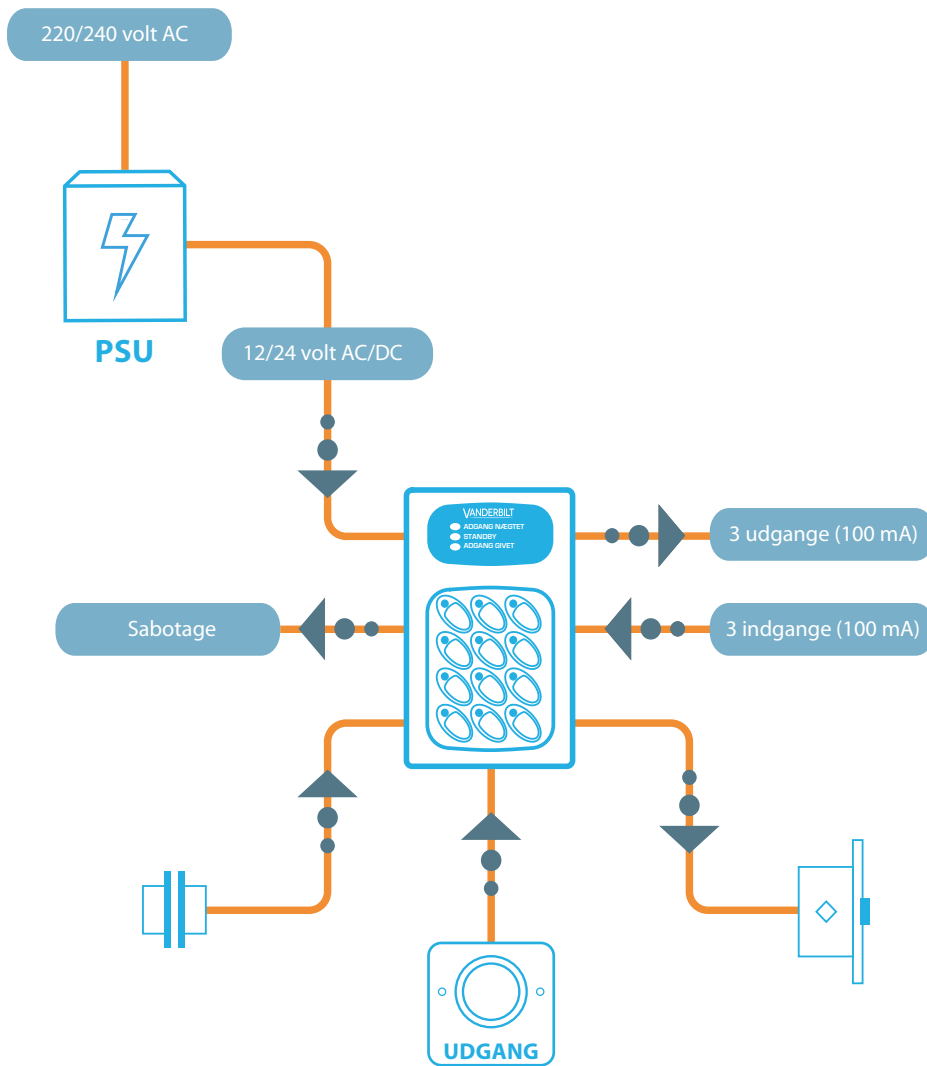 220/240 volt AC
PSU
12/24 volt AC/DC
VANDERBILT
ADGANG NÆGTET
STANDBY
ADGANG GIVET
3 udgange (100 mA)
Sabotage
3 indgange (100 mA)
UDGANG